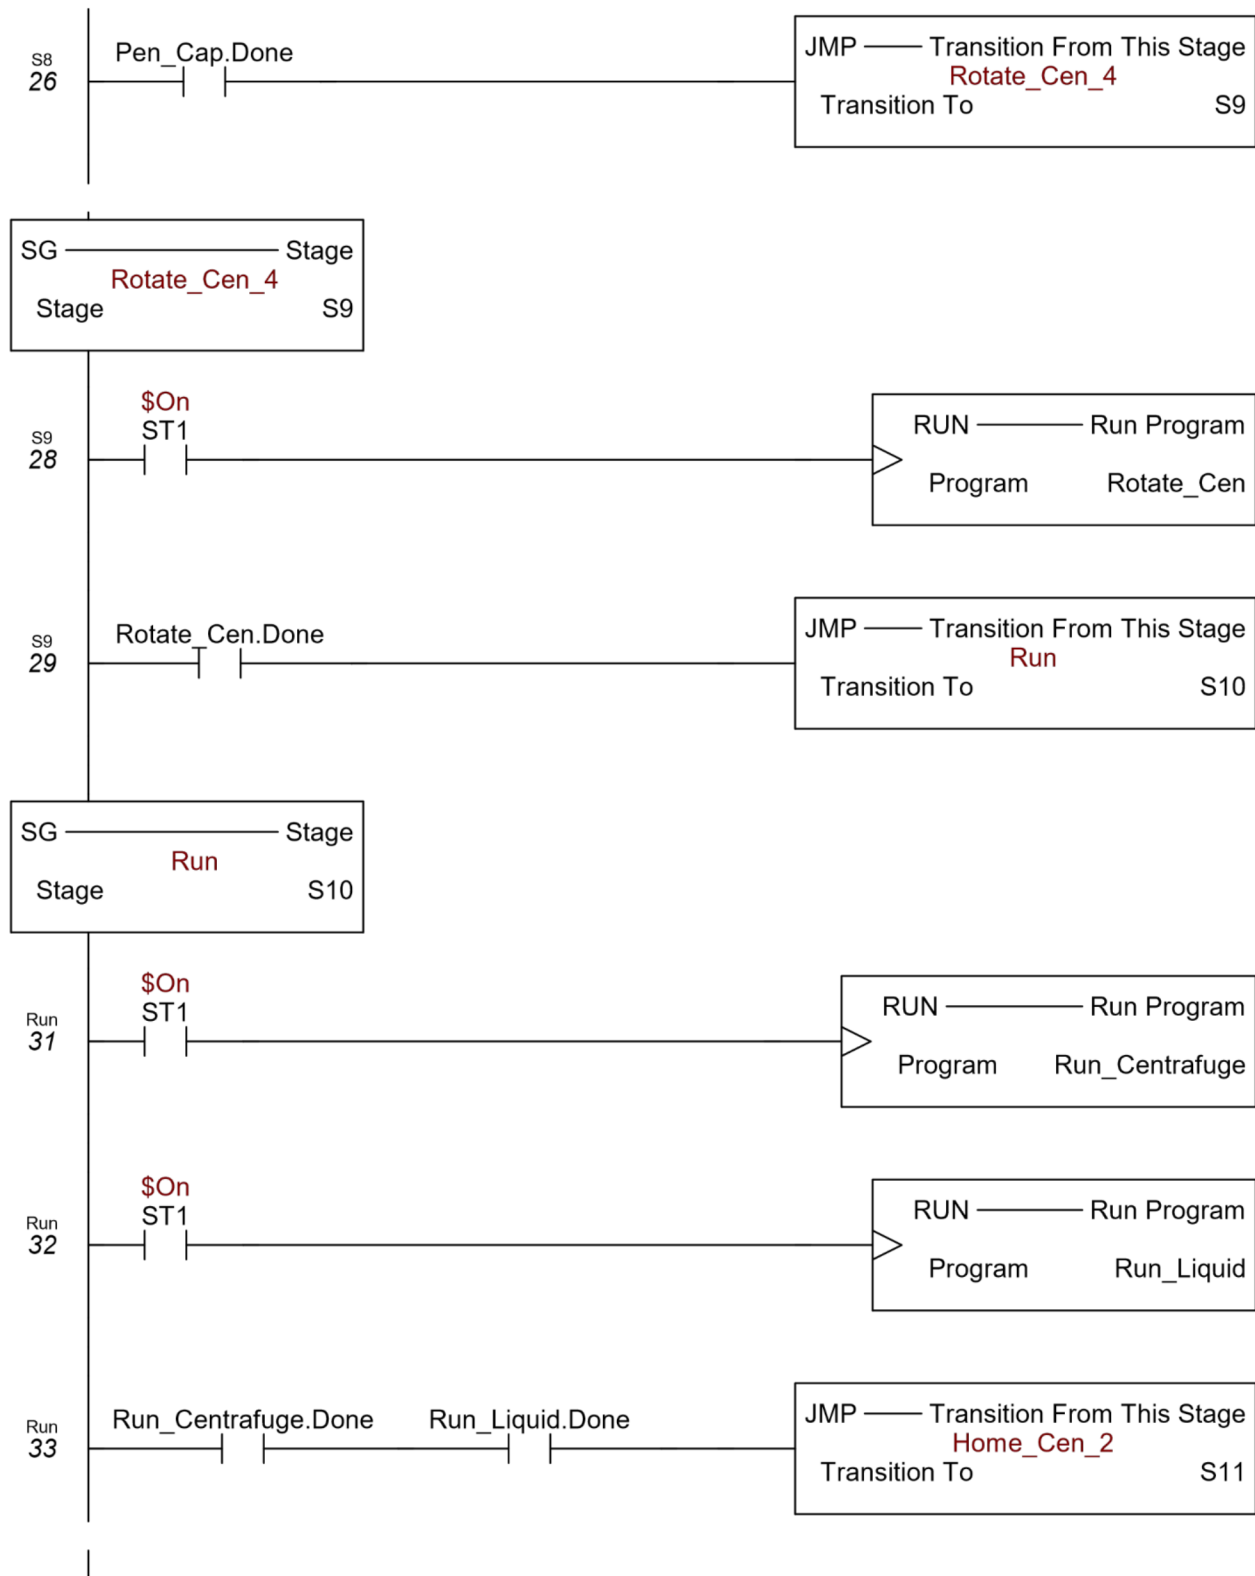 S8
26
Pen_Cap.Done
JMP Transition From This Stage
Rotate_Cen_4
Transition To S9
SG Stage
Rotate_Cen_4
Stage S9
$On
S9
28
ST1
RUN Run Program
Program Rotate_Cen
S9
29
Rotate_Cen.Done
JMP Transition From This Stage
Run
Transition To S10
SG Stage
Run
Stage S10
$On
Run
31
ST1
RUN Run Program
Program Run_Centrafuge
$On
Run
32
ST1
RUN Run Program
Program Run_Liquid
Run
33
Run_Centrafuge.Done Run_Liquid.Done
JMP Transition From This Stage
Home_Cen_2
Transition To S11